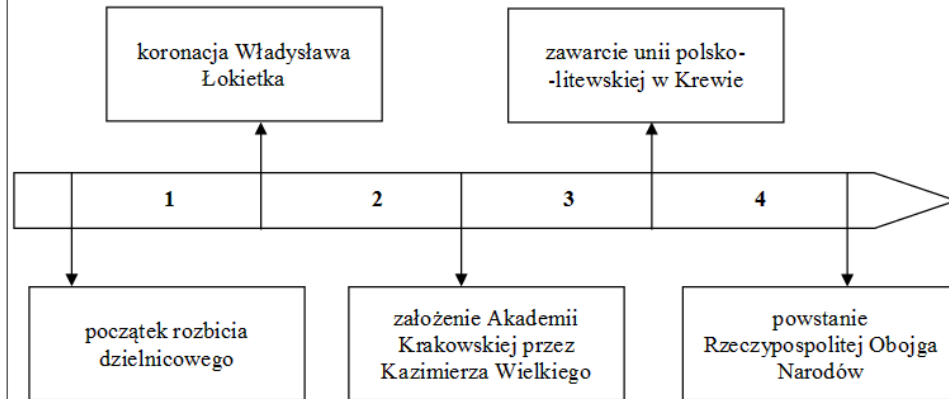 koronacja Władysława
Łokietka
zawarcie unii polsko-
-litewskiej w Krewie
1
2
3
4
początek rozbicia
dzielnicowego
założenie Akademii
Krakowskiej przez
Kazimierza Wielkiego
powstanie
Rzeczypospolitej Obojga
Narodów